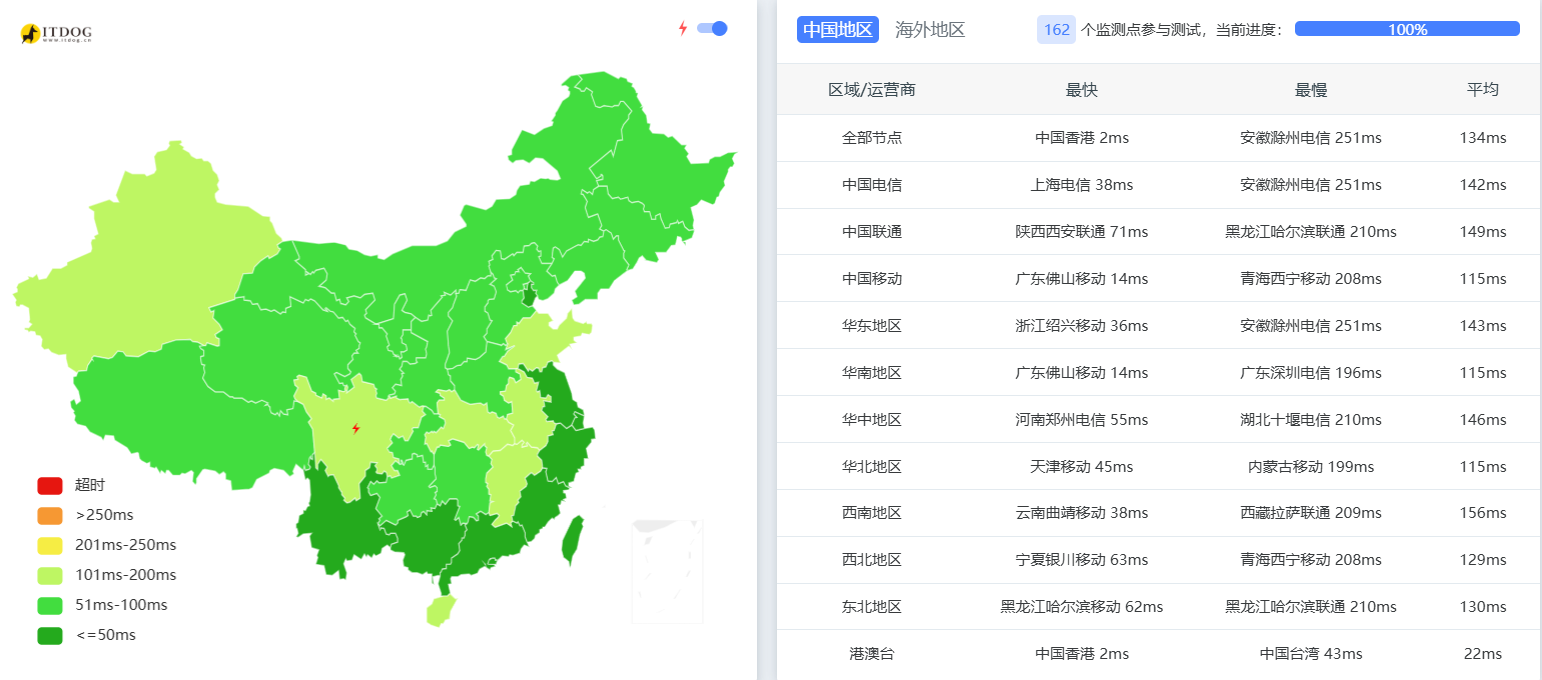 ITDOG
www.itdog.cn
超时
>250ms
201ms-250ms
101ms-200ms
51ms-100ms
<=50ms
中国地区 海外地区 162 个监测点参与测试，当前进度： 100%
区域/运营商 最快 最慢 平均
全部节点 中国香港 2ms 安徽滁州电信 251ms 134ms
中国电信 上海电信 38ms 安徽滁州电信 251ms 142ms
中国联通 陕西西安联通 71ms 黑龙江哈尔滨联通 210ms 149ms
中国移动 广东佛山移动 14ms 青海西宁移动 208ms 115ms
华东地区 浙江绍兴移动 36ms 安徽滁州电信 251ms 143ms
华南地区 广东佛山移动 14ms 广东深圳电信 196ms 115ms
华中地区 河南郑州电信 55ms 湖北十堰电信 210ms 146ms
华北地区 天津移动 45ms 内蒙古移动 199ms 115ms
西南地区 云南曲靖移动 38ms 西藏拉萨联通 209ms 156ms
西北地区 宁夏银川移动 63ms 青海西宁移动 208ms 129ms
东北地区 黑龙江哈尔滨移动 62ms 黑龙江哈尔滨联通 210ms 130ms
港澳台 中国香港 2ms 中国台湾 43ms 22ms